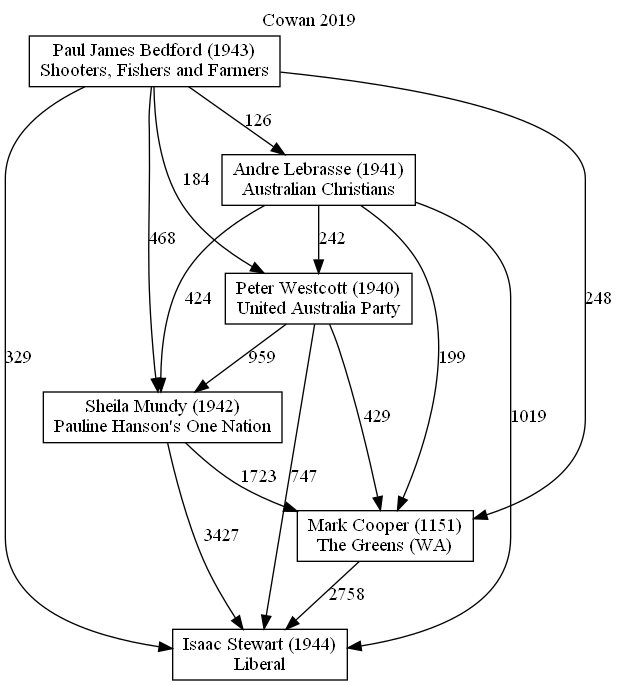 Cowan 2019
Paul James Bedford (1943)
Shooters, Fishers and Farmers
126
Andre Lebrasse (1941)
Australian Christians
184
468
242
248
424
Peter Westcott (1940)
United Australia Party
329
959
199
Sheila Mundy (1942)
Pauline Hanson's One Nation
429
1019
1723
747
Mark Cooper (1151)
The Greens (WA)
3427
2758
Isaac Stewart (1944)
Liberal